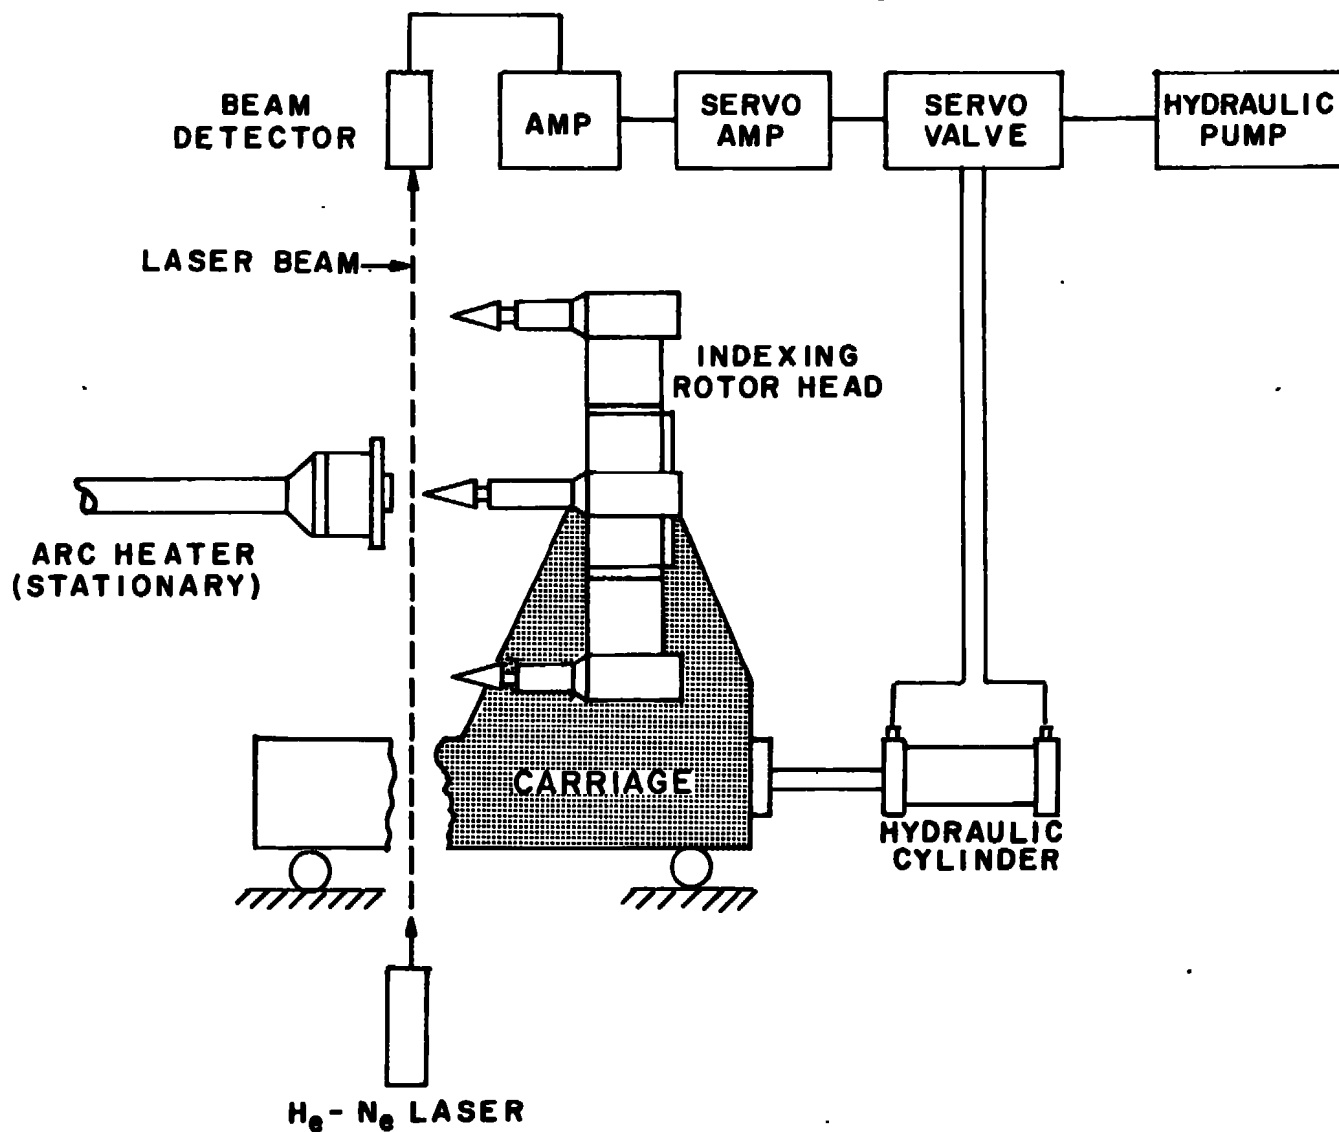 BEAM
DETECTOR
AMP
SERVO
AMP
SERVO
VALVE
HYDRAULIC
PUMP
LASER BEAM
INDEXING
ROTOR HEAD
ARC HEATER
(STATIONARY)
CARRIAGE
HYDRAULIC
CYLINDER
He-Ne LASER